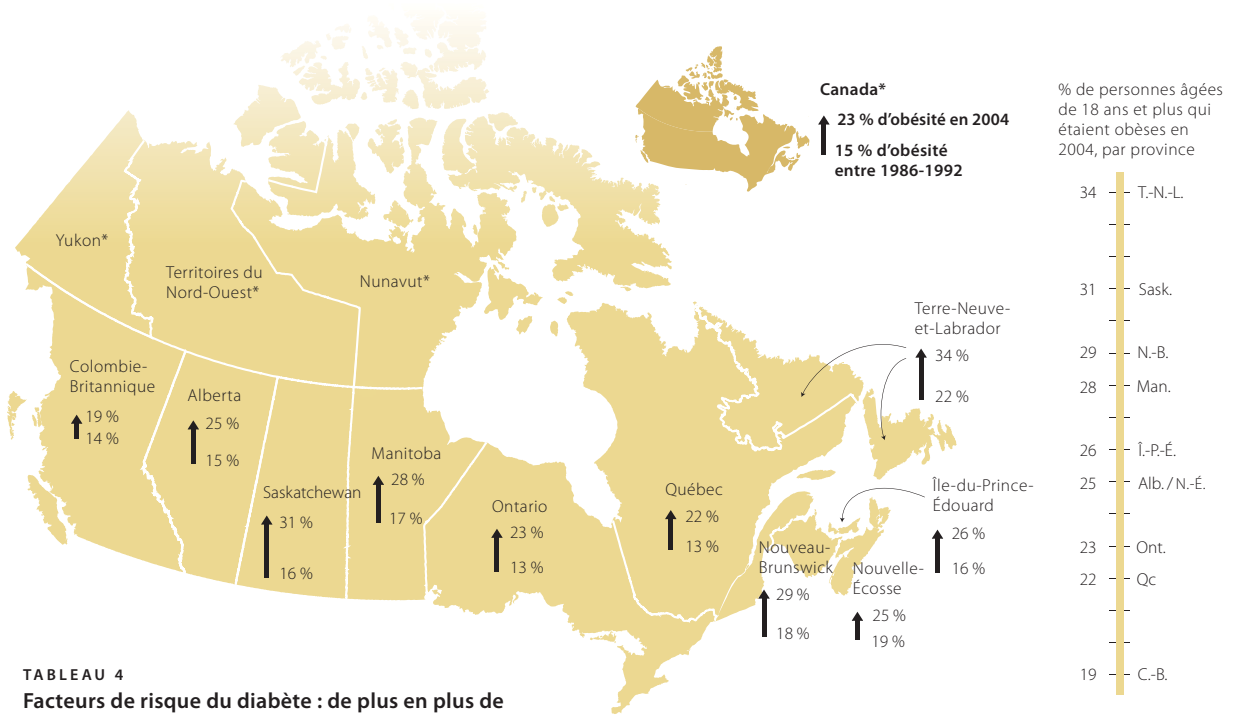 Canada*
23 % d'obésité en 2004
15 % d'obésité
entre 1986-1992
% de personnes âgées
de 18 ans et plus qui
étaient obèses en
2004, par province
34 T.-N.-L.
31 Sask.
29 N.-B.
28 Man.
26 Î.-P.-É.
25 Alb. / N.-É.
23 Ont.
22 Qc
19 C.-B.
Yukon*
Territoires du
Nord-Ouest*
Nunavut*
Terre-Neuve-
et-Labrador
34 %
22 %
Colombie-
Britannique
19 %
14 %
Alberta
25 %
15 %
Saskatchewan
31 %
16 %
Manitoba
28 %
17 %
Ontario
23 %
13 %
Québec
22 %
13 %
Nouveau-
Brunswick
29 %
18 %
Nouvelle-
Écosse
25 %
19 %
Île-du-Prince-
Édouard
26 %
16 %
TABLEAU 4
Facteurs de risque du diabète : de plus en plus de